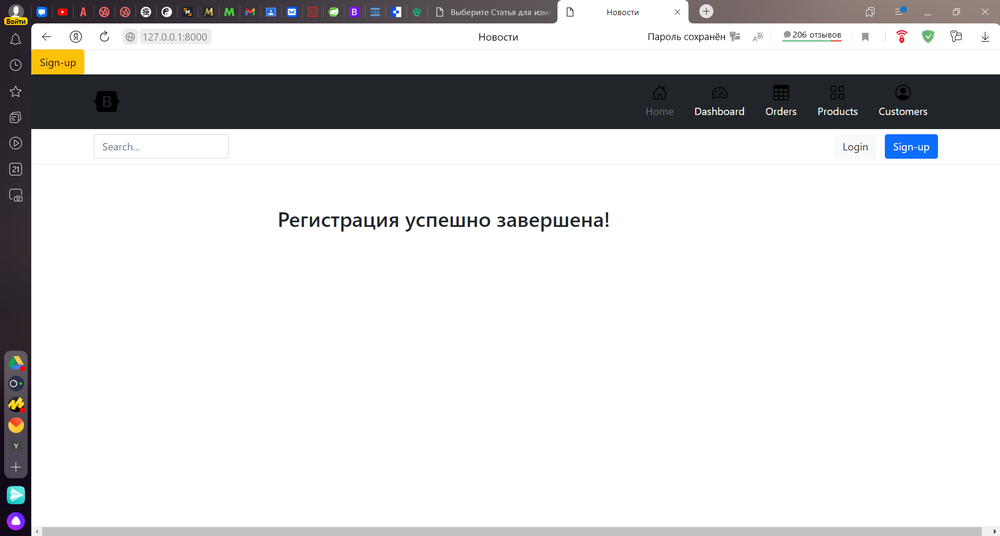 Выберите Статья для изме
Новости
Войти
127.0.0.1:8000
Новости
Пароль сохранён
206 отзывов
Sign-up
B
Home
Dashboard
Orders
Products
Customers
Search...
Login
Sign-up
21
Регистрация успешно завершена!
Y